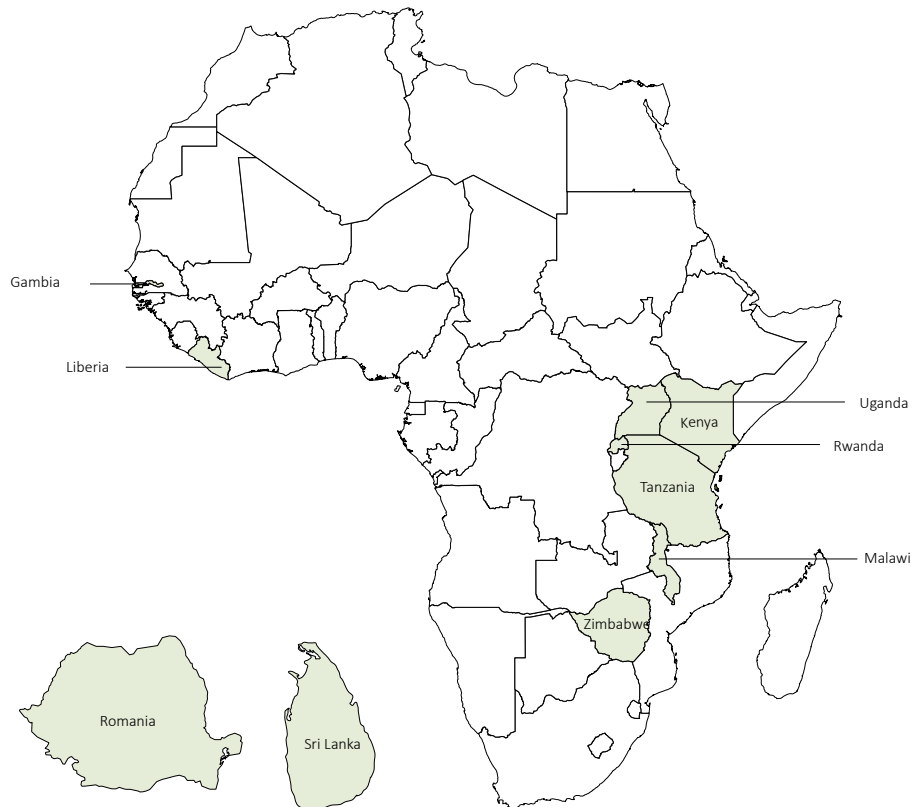 Gambia
Liberia
Uganda
Kenya
Rwanda
Tanzania
Malawi
Zimbabwe
Romania
Sri Lanka